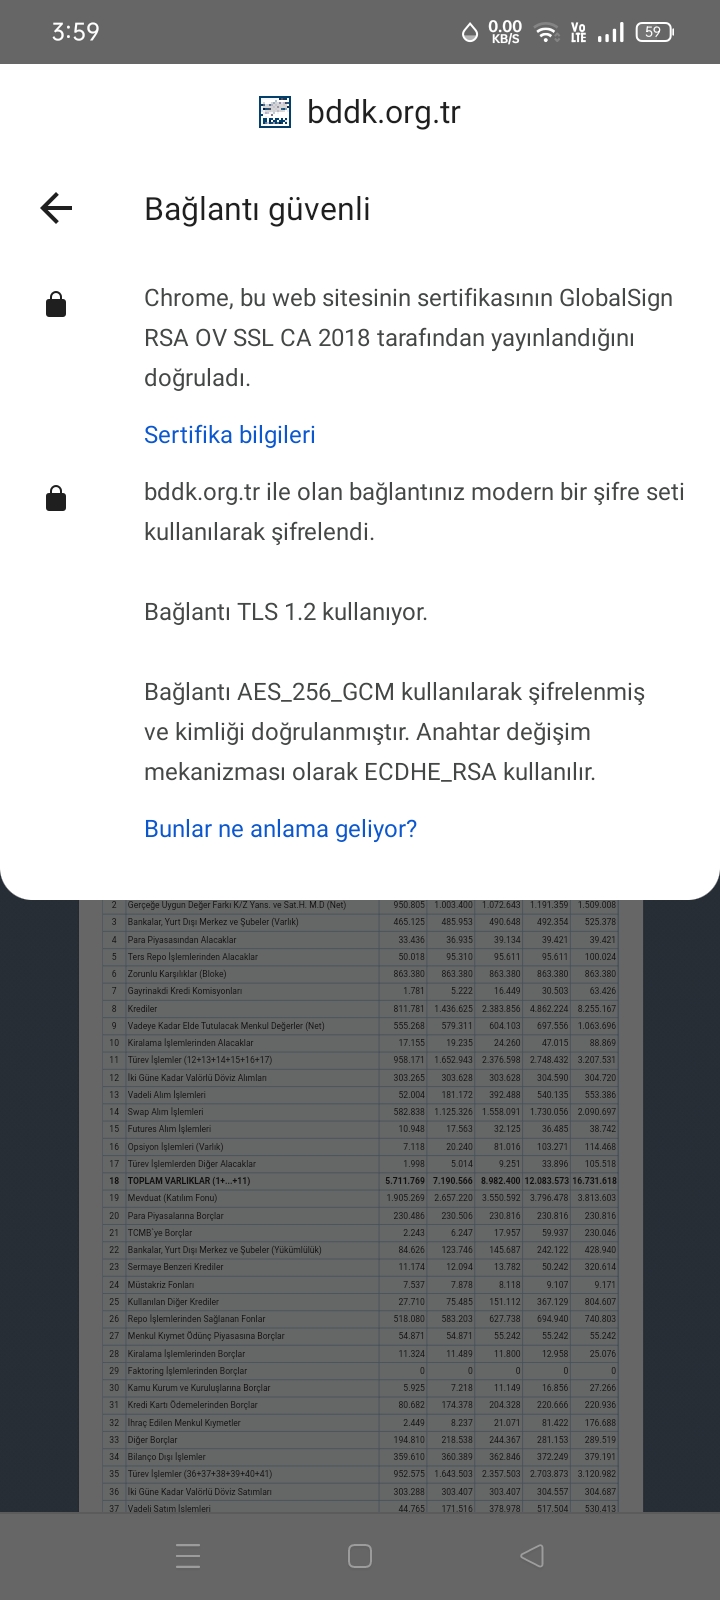 3:59
0.00
KB/S
Vo
LTE
59
bddk.org.tr
Bağlantı güvenli
Chrome, bu web sitesinin sertifikasının GlobalSign
RSA OV SSL CA 2018 tarafından yayınlandığını
doğruladı.
Sertifika bilgileri
bddk.org.tr ile olan bağlantınız modern bir şifre seti
kullanılarak şifrelendi.
Bağlantı TLS 1.2 kullanıyor.
Bağlantı AES_256_GCM kullanılarak şifrelenmiş
ve kimliği doğrulanmıştır. Anahtar değişim
mekanizması olarak ECDHE_RSA kullanılır.
Bunlar ne anlama geliyor?
2 Gerçeğe Uygun Değer Farkı K/Z Yans. ve Sat.H. M.D (Net) 950.805 1.003.400 1.072.643 1.191.359 1.509.008
3 Bankalar, Yurt Dışı Merkez ve Şubeler (Varlık) 465.125 485.953 490.648 492.354 525.378
4 Para Piyasasından Alacaklar 33.436 36.935 39.134 39.421 39.421
5 Ters Repo İşlemlerinden Alacaklar 50.018 95.310 95.611 95.611 100.024
6 Zorunlu Karşılıklar (Bloke) 863.380 863.380 863.380 863.380 863.380
7 Gayrinakdi Kredi Komisyonları 1.781 5.222 16.449 30.503 63.426
8 Krediler 811.781 1.436.625 2.383.856 4.862.224 8.255.167
9 Vadeye Kadar Elde Tutulacak Menkul Değerler (Net) 555.268 579.311 604.103 697.556 1.063.696
10 Kiralama İşlemlerinden Alacaklar 17.155 19.235 24.260 47.015 88.869
11 Türev İşlemler (12+13+14+15+16+17) 958.171 1.652.943 2.376.598 2.748.432 3.207.531
12 İki Güne Kadar Valörlü Döviz Alımları 303.265 303.628 303.628 304.590 304.720
13 Vadeli Alım İşlemleri 52.004 181.172 392.488 540.135 553.386
14 Swap Alım İşlemleri 582.838 1.125.326 1.558.091 1.730.056 2.090.697
15 Futures Alım İşlemleri 10.948 17.563 32.125 36.485 38.742
16 Opsiyon İşlemleri (Varlık) 7.118 20.240 81.016 103.271 114.468
17 Türev İşlemlerden Diğer Alacaklar 1.998 5.014 9.251 33.896 105.518
18 TOPLAM VARLIKLAR (1+...+11) 5.711.769 7.190.566 8.982.400 12.083.573 16.731.618
19 Mevduat (Katılım Fonu) 1.905.269 2.657.220 3.550.592 3.796.478 3.813.603
20 Para Piyasalarına Borçlar 230.486 230.506 230.816 230.816 230.816
21 TCMB'ye Borçlar 2.243 6.247 17.957 59.937 230.046
22 Bankalar, Yurt Dışı Merkez ve Şubeler (Yükümlülük) 84.626 123.746 145.687 242.122 428.940
23 Sermaye Benzeri Krediler 11.174 12.094 13.782 50.242 320.614
24 Müstakriz Fonları 7.537 7.878 8.118 9.107 9.171
25 Kullanılan Diğer Krediler 27.710 75.485 151.112 367.129 804.607
26 Repo İşlemlerinden Sağlanan Fonlar 518.080 583.203 627.738 694.940 740.803
27 Menkul Kıymet Ödünç Piyasasına Borçlar 54.871 54.871 55.242 55.242 55.242
28 Kiralama İşlemlerinden Borçlar 11.324 11.489 11.800 12.958 25.076
29 Faktoring İşlemlerinden Borçlar 0 0 0 0 0
30 Kamu Kurum ve Kuruluşlarına Borçlar 5.925 7.218 11.149 16.856 27.266
31 Kredi Kartı Ödemelerinden Borçlar 80.682 174.378 204.328 220.666 220.936
32 İhraç Edilen Menkul Kıymetler 2.449 8.237 21.071 81.422 176.688
33 Diğer Borçlar 194.810 218.538 244.367 281.153 289.519
34 Bilanço Dışı İşlemler 359.610 360.389 362.846 372.249 379.191
35 Türev İşlemler (36+37+38+39+40+41) 952.575 1.643.503 2.357.503 2.703.873 3.120.982
36 İki Güne Kadar Valörlü Döviz Satımları 303.288 303.407 303.407 304.557 304.687
37 Vadeli Satım İşlemleri 44.765 171.516 378.978 517.504 530.413